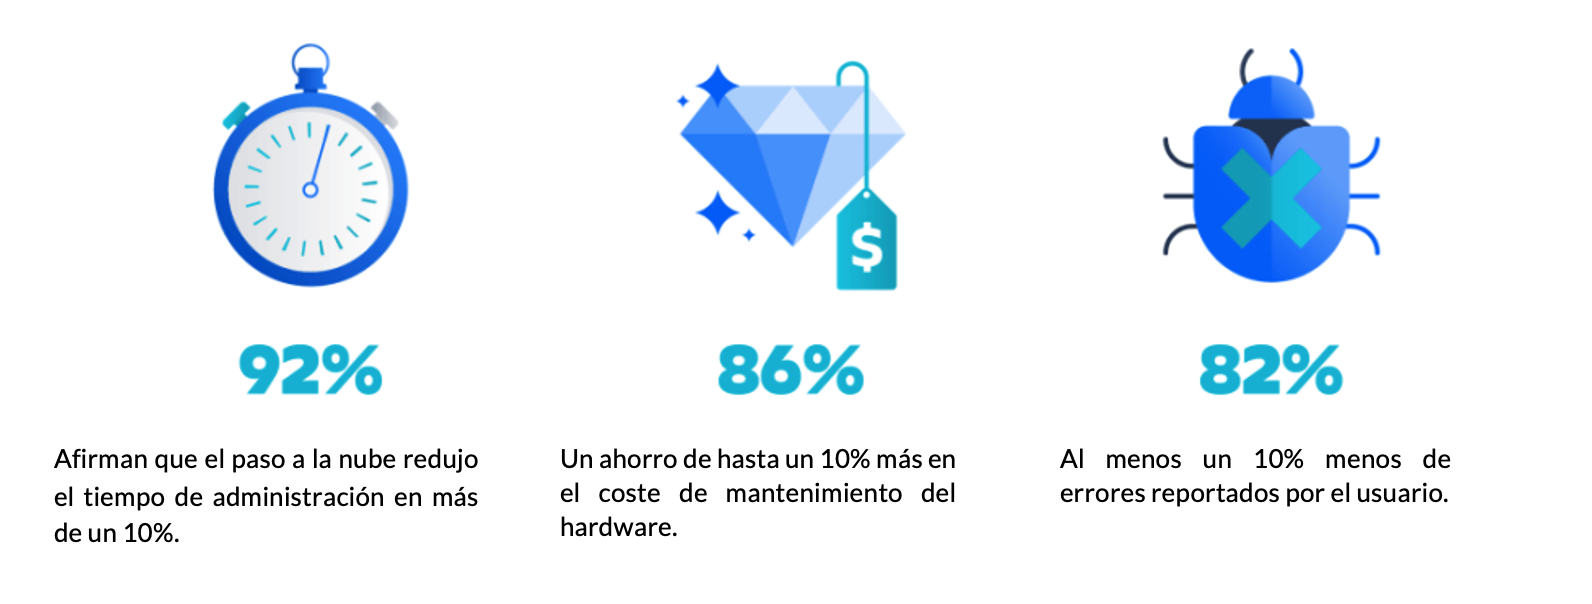 $
92%
86%
82%
Afirman que el paso a la nube redujo
el tiempo de administración en más
de un 10%.
Un ahorro de hasta un 10% más en
el coste de mantenimiento del
hardware.
Al menos un 10% menos de
errores reportados por el usuario.